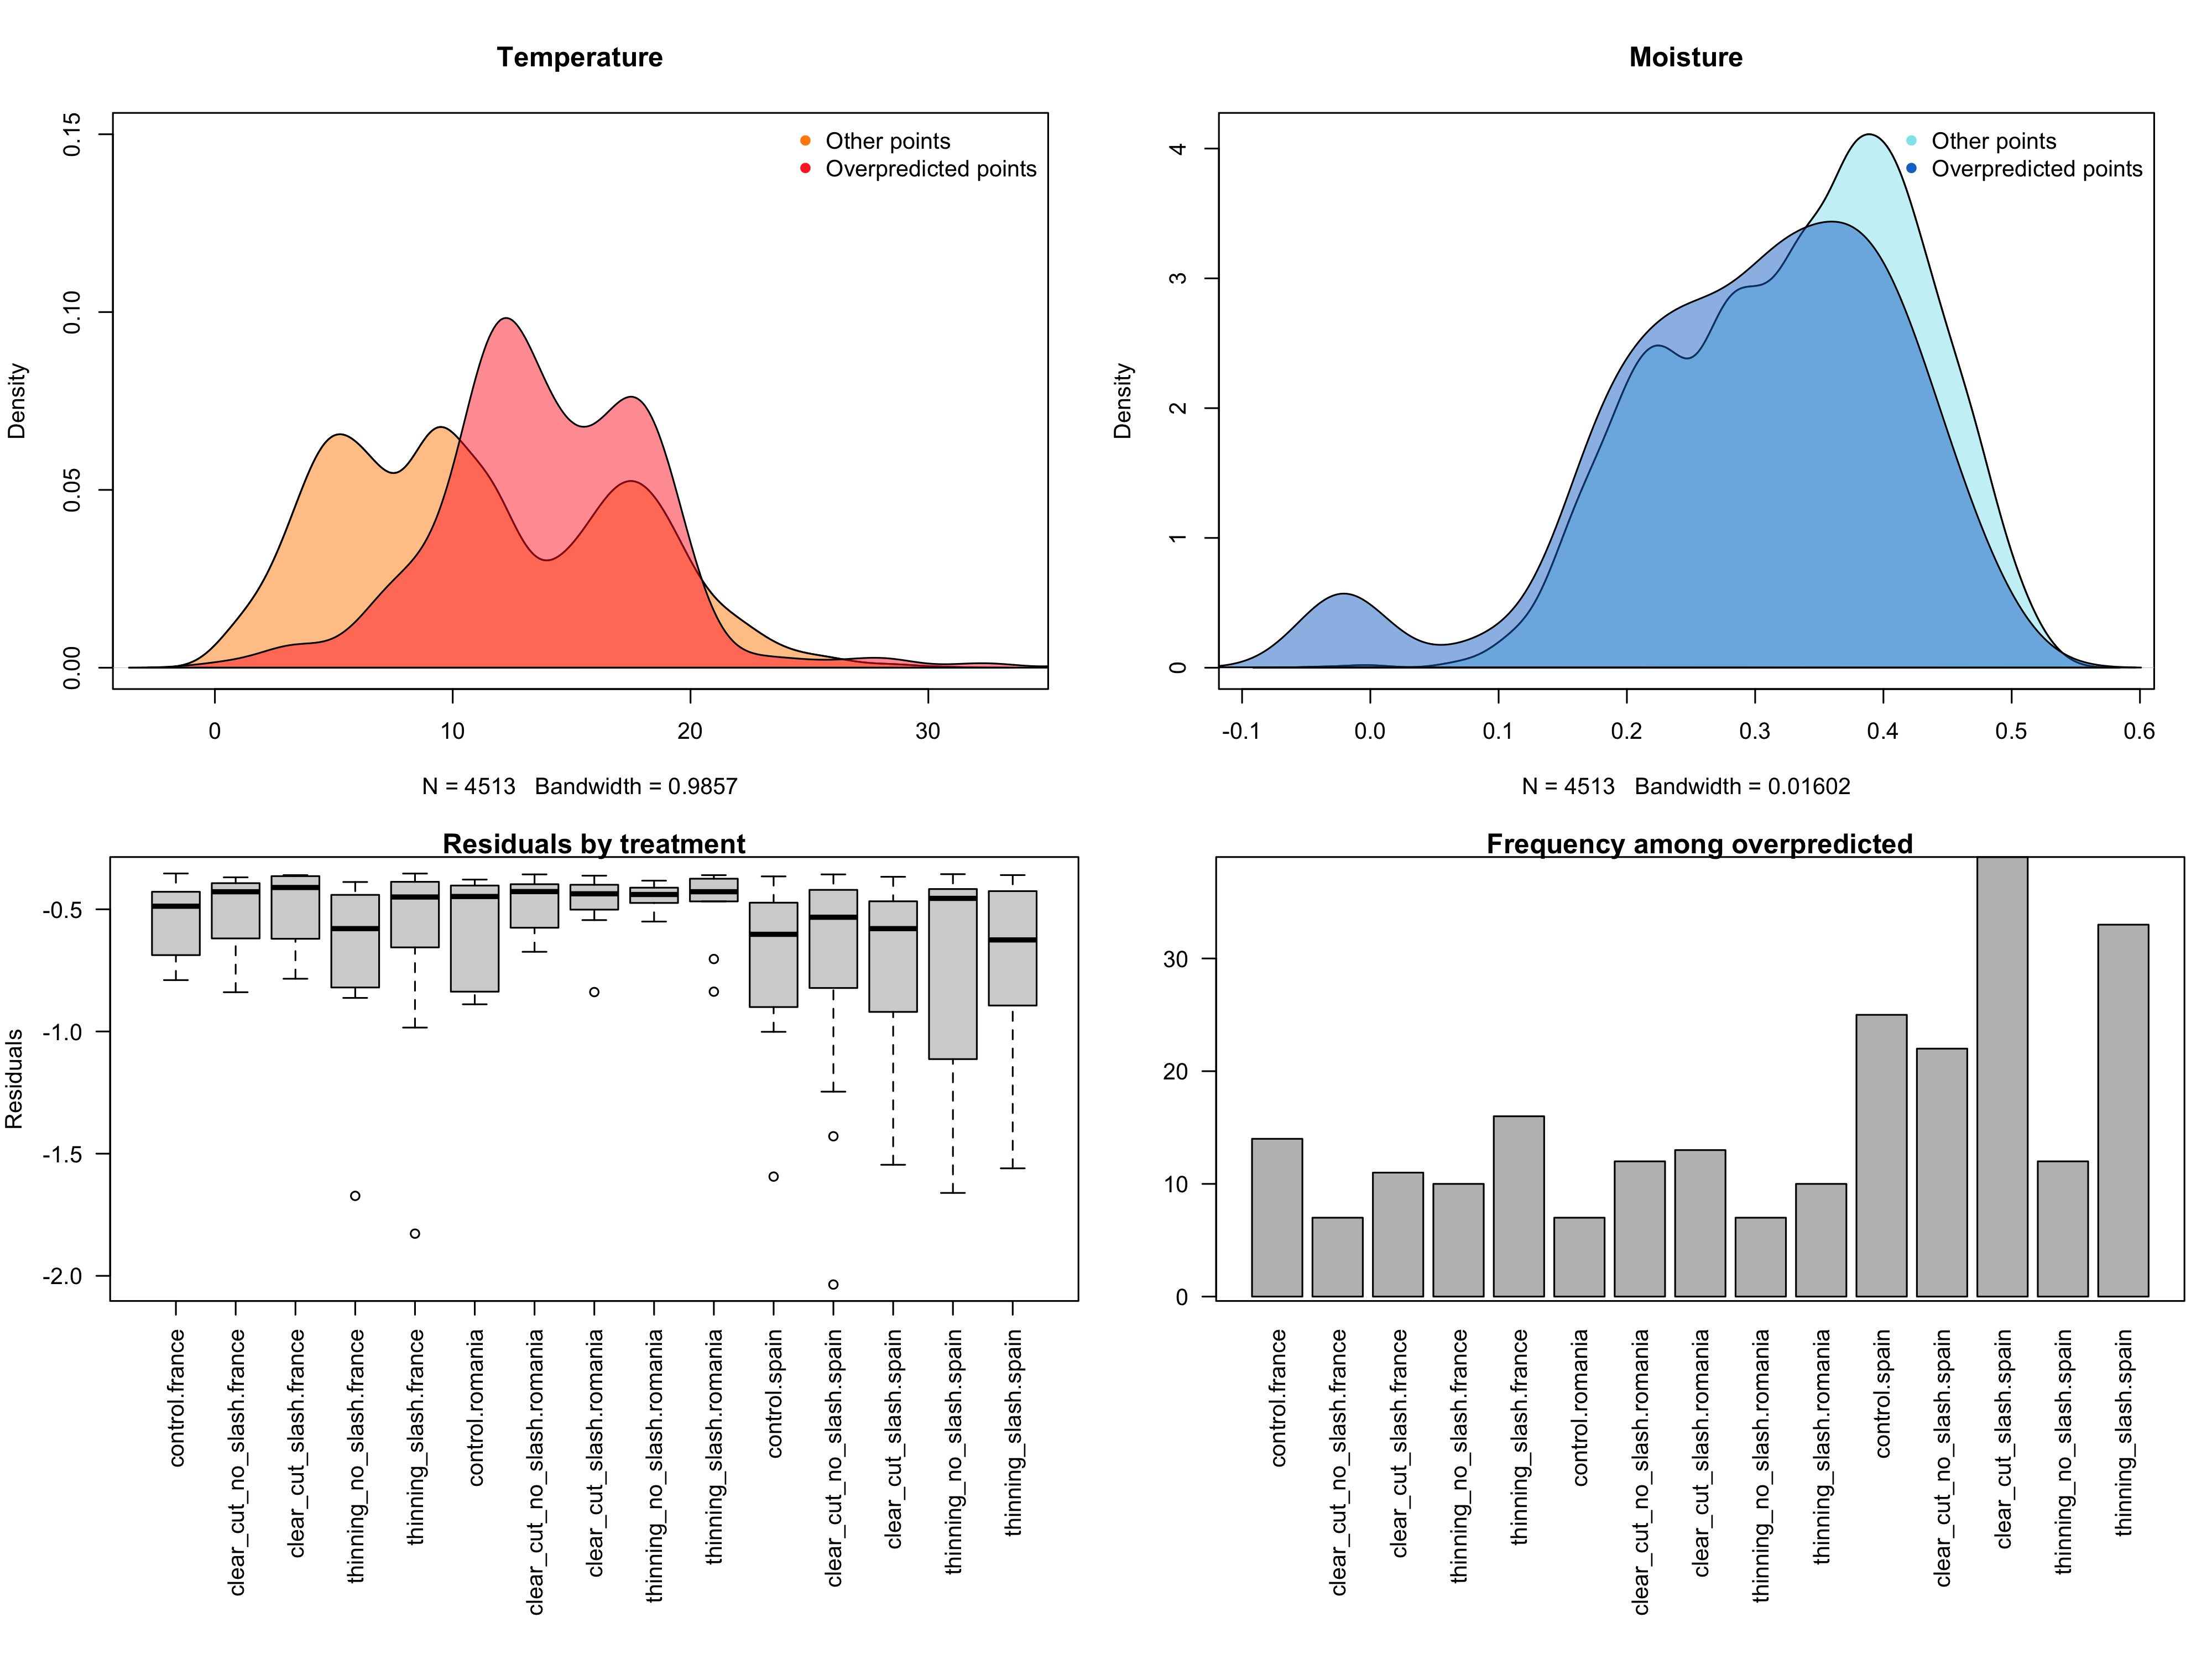 Temperature
Other points
Overpredicted points
Density
0.00
0.05
0.10
0.15
0
10
20
30
N = 4513   Bandwidth = 0.9857
Moisture
Other points
Overpredicted points
Density
0
1
2
3
4
-0.1
0.0
0.1
0.2
0.3
0.4
0.5
0.6
N = 4513   Bandwidth = 0.01602
Residuals by treatment
Residuals
-0.5
-1.0
-1.5
-2.0
control.france
clear_cut_no_slash.france
clear_cut_slash.france
thinning_no_slash.france
thinning_slash.france
control.romania
clear_cut_no_slash.romania
clear_cut_slash.romania
thinning_no_slash.romania
thinning_slash.romania
control.spain
clear_cut_no_slash.spain
clear_cut_slash.spain
thinning_no_slash.spain
thinning_slash.spain
Frequency among overpredicted
30
20
10
0
control.france
clear_cut_no_slash.france
clear_cut_slash.france
thinning_no_slash.france
thinning_slash.france
control.romania
clear_cut_no_slash.romania
clear_cut_slash.romania
thinning_no_slash.romania
thinning_slash.romania
control.spain
clear_cut_no_slash.spain
clear_cut_slash.spain
thinning_no_slash.spain
thinning_slash.spain